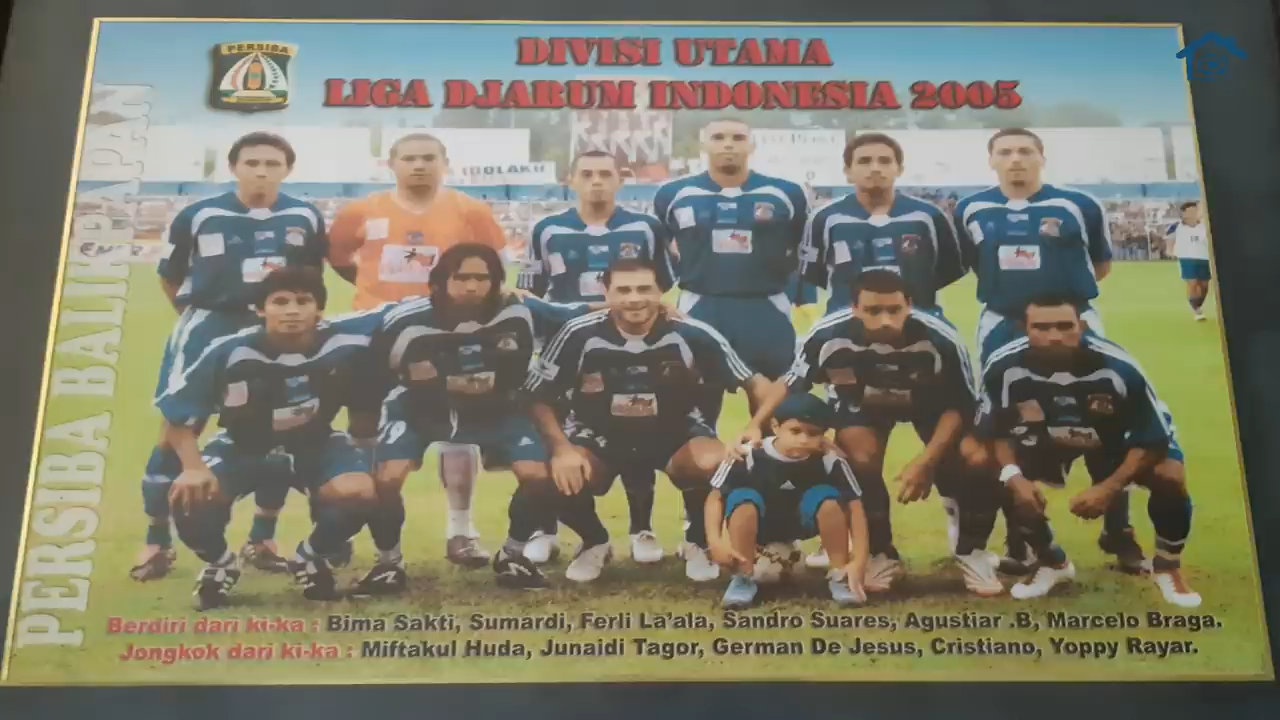 PERSIBA
DIVISI UTAMA
LIGA DJARUM INDONESIA 2005
PERSIBA BALIKPAPAN
IDOLAKU
Berdiri dari ki-ka : Bima Sakti, Sumardi, Ferli La'ala, Sandro Suares, Agustiar .B, Marcelo Braga.
Jongkok dari ki-ka : Miftakul Huda, Junaidi Tagor, German De Jesus, Cristiano, Yoppy Rayar.